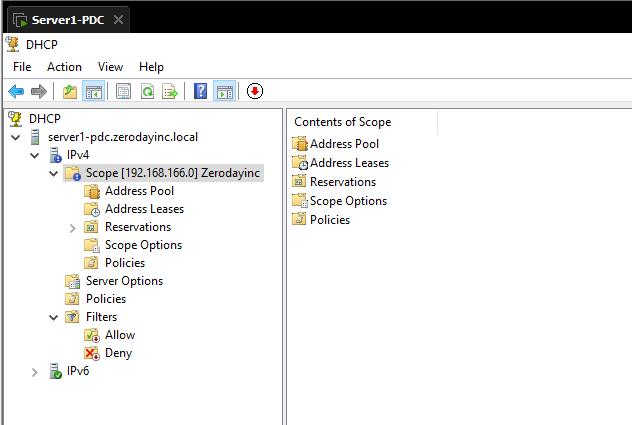 Server1-PDC
DHCP
File Action View Help
DHCP
server1-pdc.zerodayinc.local
IPv4
Scope [192.168.166.0] Zerodayinc
Address Pool
Address Leases
Reservations
Scope Options
Policies
Server Options
Policies
Filters
Allow
Deny
IPv6
Contents of Scope
Address Pool
Address Leases
Reservations
Scope Options
Policies